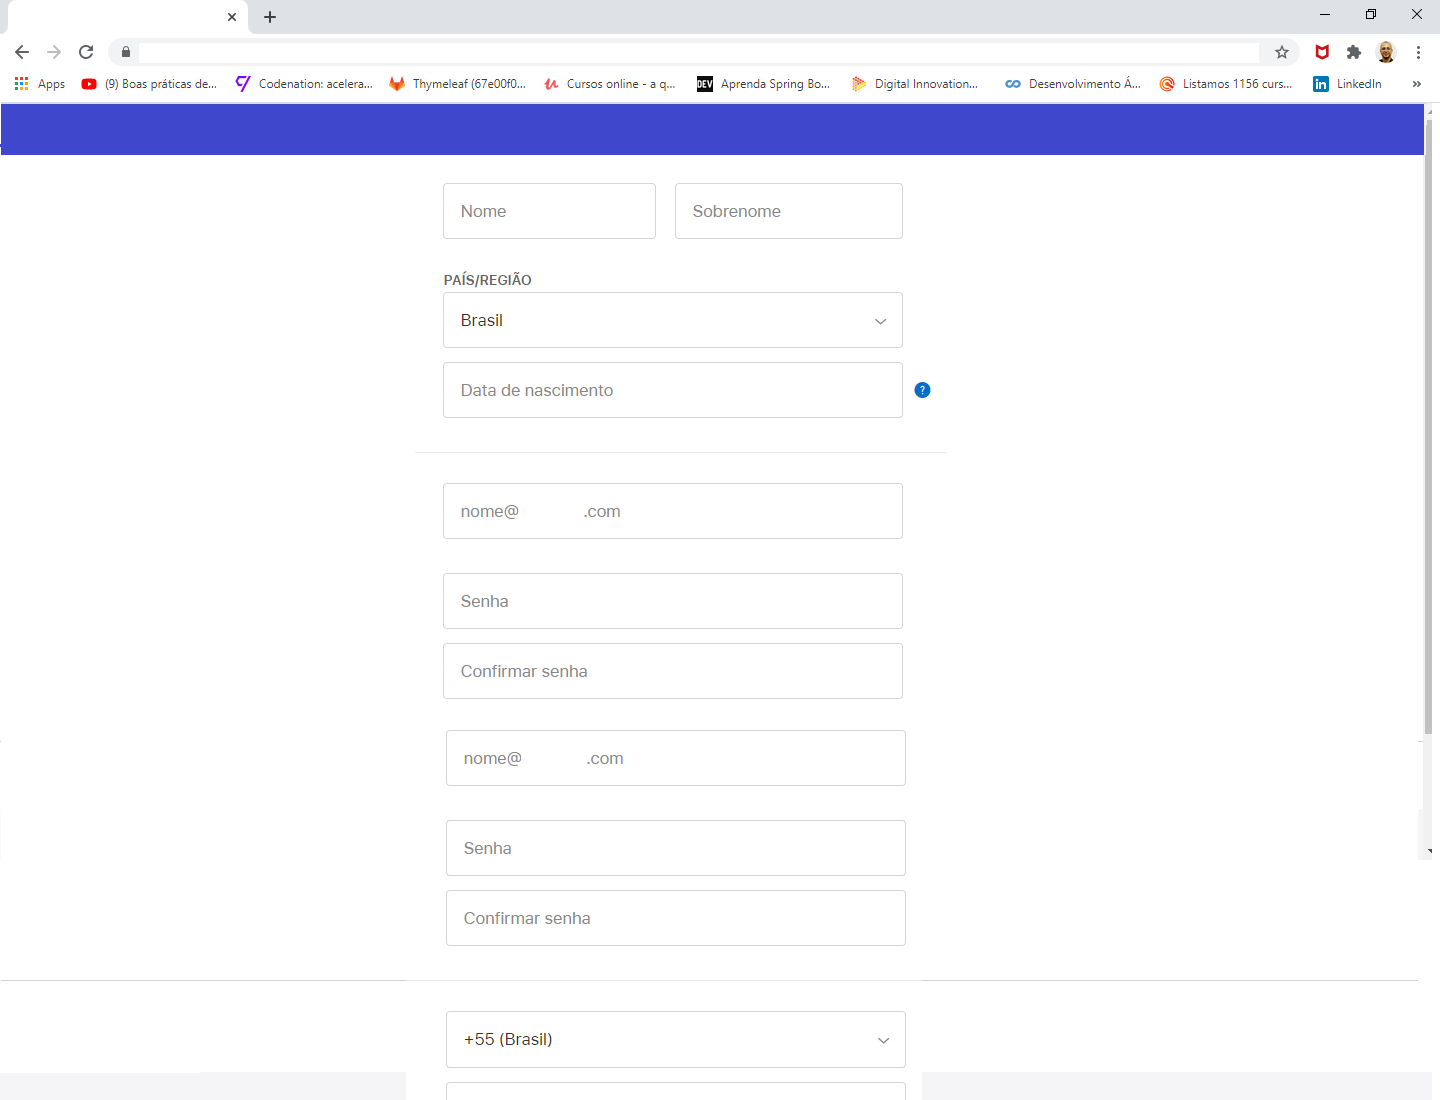 Apps (9) Boas práticas de... Codenation: acelera... Thymeleaf (67e00f0... Cursos online - a q... DEV Aprenda Spring Bo... Digital Innovation... Desenvolvimento Á... Listamos 1156 curs... in LinkedIn »
Nome Sobrenome
PAÍS/REGIÃO
Brasil
Data de nascimento ?
nome@ .com
Senha
Confirmar senha
nome@ .com
Senha
Confirmar senha
+55 (Brasil)